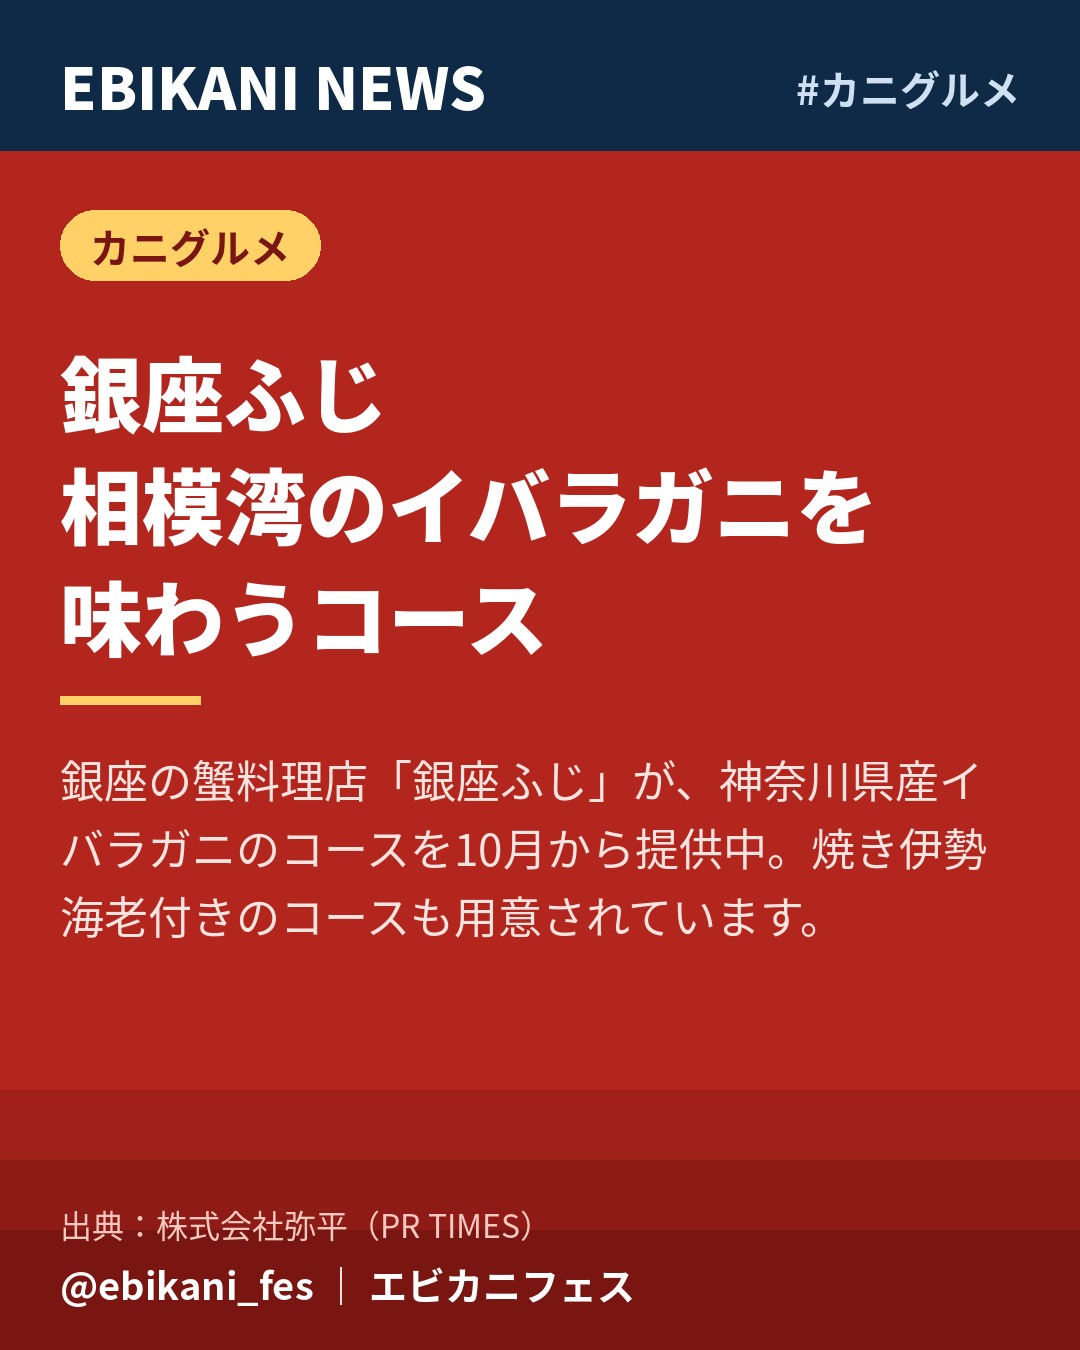 EBIKANI NEWS
#カニグルメ
カニグルメ
銀座ふじ
相模湾のイバラガニを
味わうコース
銀座の蟹料理店「銀座ふじ」が、神奈川県産イ
バラガニのコースを10月から提供中。焼き伊勢
海老付きのコースも用意されています。
出典：株式会社弥平（PR TIMES）
@ebikani_fes ｜ エビカニフェス